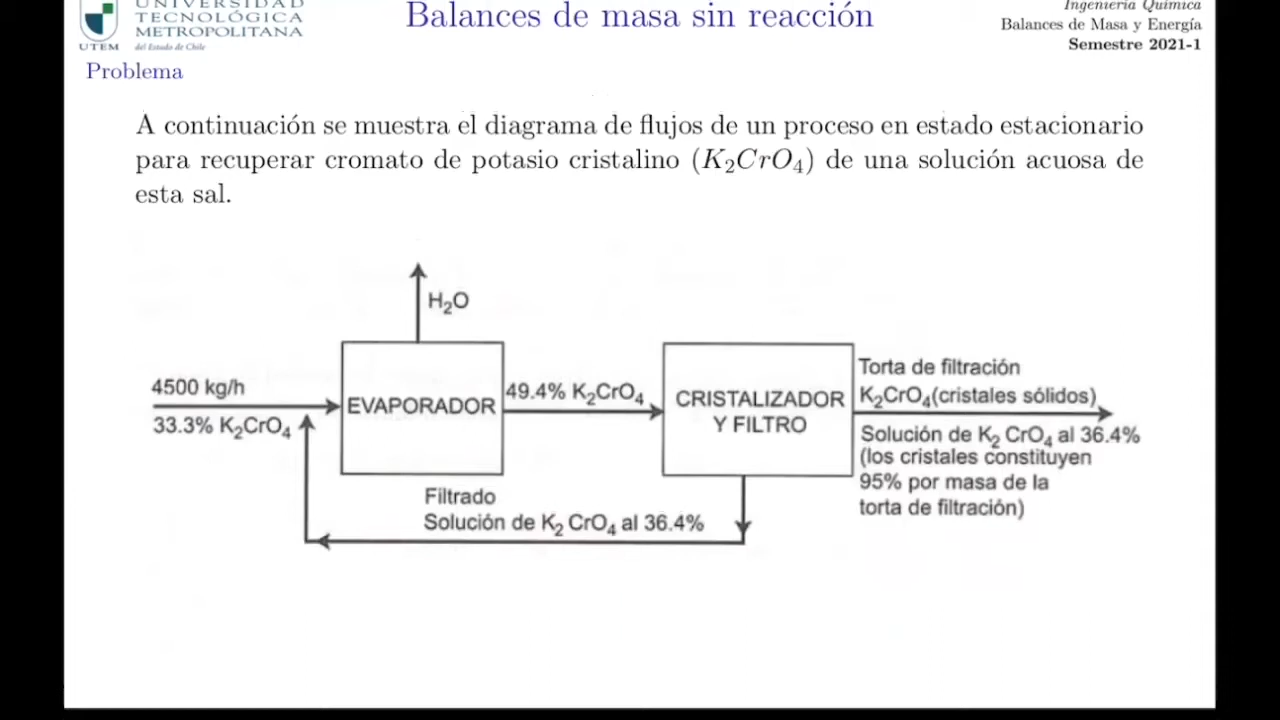 UNIVERSIDAD
TECNOLÓGICA
METROPOLITANA
UTEM del Estado de Chile
Balances de masa sin reacción
Ingeniería Química
Balances de Masa y Energía
Semestre 2021-1
Problema
A continuación se muestra el diagrama de flujos de un proceso en estado estacionario
para recuperar cromato de potasio cristalino (K₂CrO₄) de una solución acuosa de
esta sal.
H₂O
4500 kg/h
33.3% K₂CrO₄
EVAPORADOR
49.4% K₂CrO₄
CRISTALIZADOR
Y FILTRO
Torta de filtración
K₂CrO₄(cristales sólidos)
Solución de K₂ CrO₄ al 36.4%
(los cristales constituyen
95% por masa de la
torta de filtración)
Filtrado
Solución de K₂ CrO₄ al 36.4%